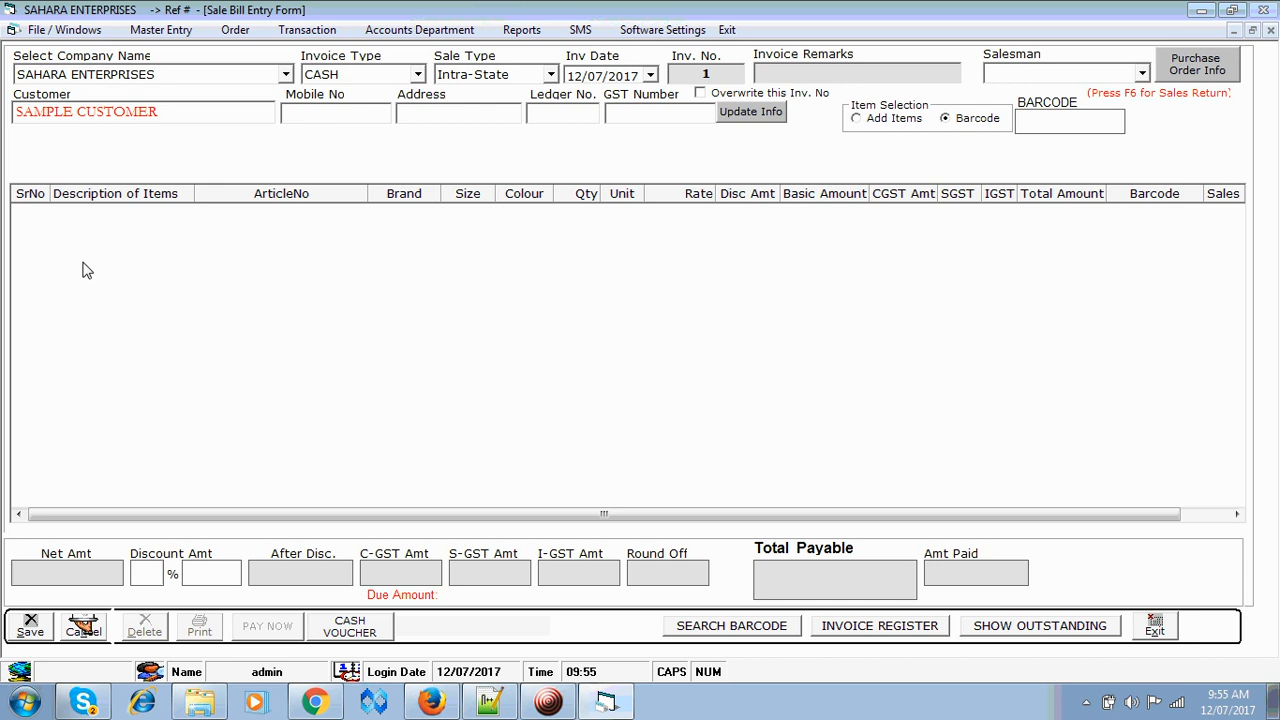 SAHARA ENTERPRISES -> Ref # - [Sale Bill Entry Form]
File / Windows Master Entry Order Transaction Accounts Department Reports SMS Software Settings Exit
Select Company Name Invoice Type Sale Type Inv Date Inv. No. Invoice Remarks Salesman
SAHARA ENTERPRISES CASH Intra-State 12/07/2017 1 Purchase Order Info
Customer Mobile No Address Ledger No. GST Number Overwrite this Inv. No (Press F6 for Sales Return)
SAMPLE CUSTOMER Update Info Item Selection Add Items Barcode BARCODE
SrNo Description of Items ArticleNo Brand Size Colour Qty Unit Rate Disc Amt Basic Amount CGST Amt SGST IGST Total Amount Barcode Sales
Net Amt Discount Amt After Disc. C-GST Amt S-GST Amt I-GST Amt Round Off Total Payable Amt Paid
%
Due Amount:
Save Cancel Delete Print PAY NOW CASH VOUCHER SEARCH BARCODE INVOICE REGISTER SHOW OUTSTANDING Exit
Name admin Login Date 12/07/2017 Time 09:55 CAPS NUM
2
9:55 AM
12/07/2017